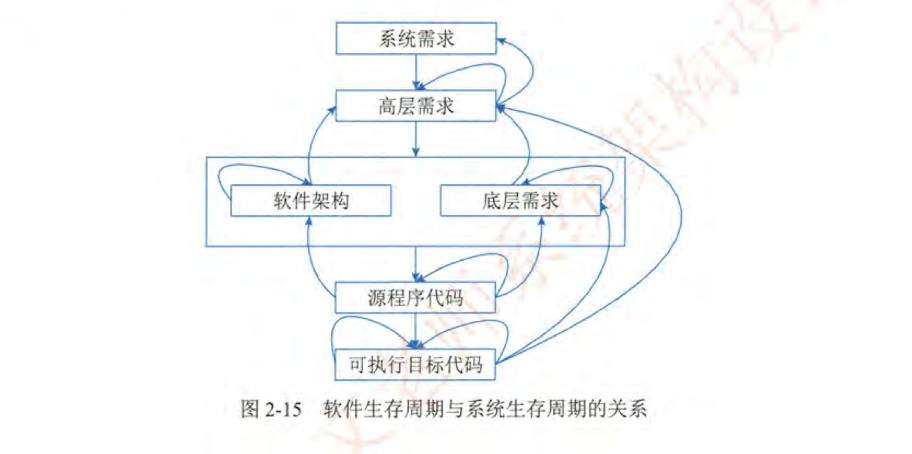 系统需求
高层需求
软件架构 底层需求
源程序代码
可执行目标代码
图 2-15 软件生存周期与系统生存周期的关系